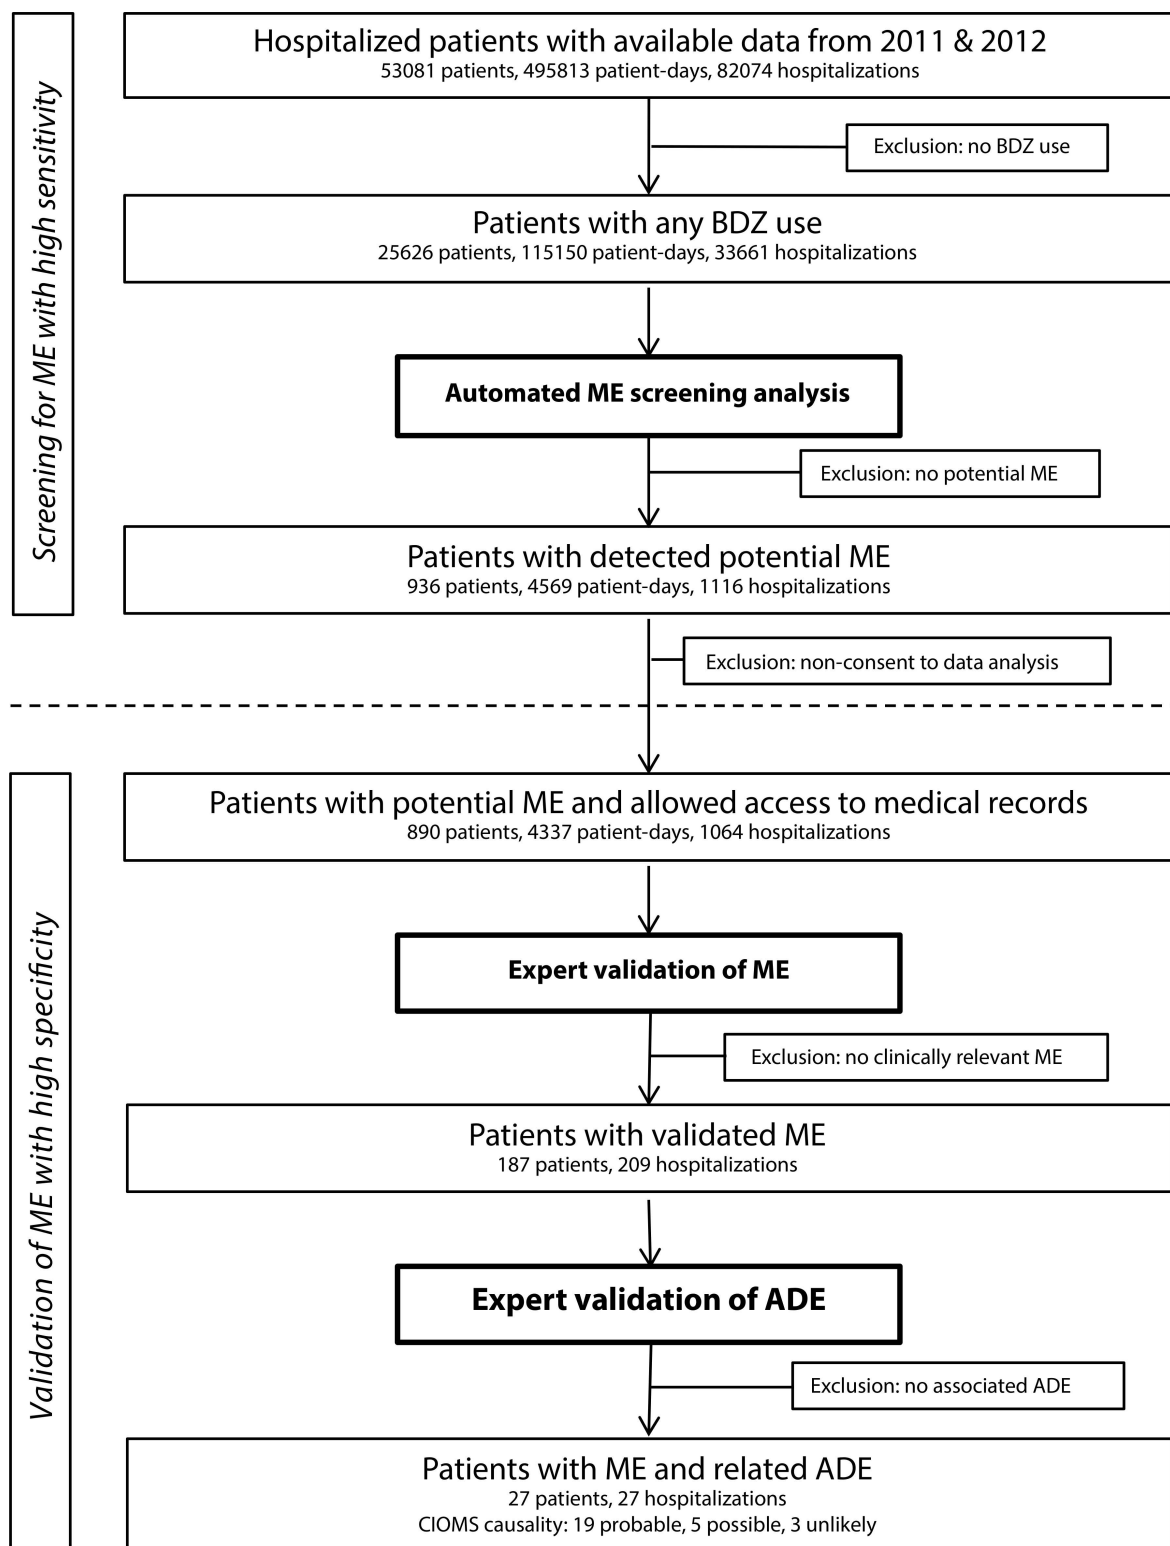 Screening for ME with high sensitivity
Hospitalized patients with available data from 2011 & 2012
53081 patients, 495813 patient-days, 82074 hospitalizations
Exclusion: no BDZ use
Patients with any BDZ use
25626 patients, 115150 patient-days, 33661 hospitalizations
Automated ME screening analysis
Exclusion: no potential ME
Patients with detected potential ME
936 patients, 4569 patient-days, 1116 hospitalizations
Exclusion: non-consent to data analysis
Validation of ME with high specificity
Patients with potential ME and allowed access to medical records
890 patients, 4337 patient-days, 1064 hospitalizations
Expert validation of ME
Exclusion: no clinically relevant ME
Patients with validated ME
187 patients, 209 hospitalizations
Expert validation of ADE
Exclusion: no associated ADE
Patients with ME and related ADE
27 patients, 27 hospitalizations
CIOMS causality: 19 probable, 5 possible, 3 unlikely